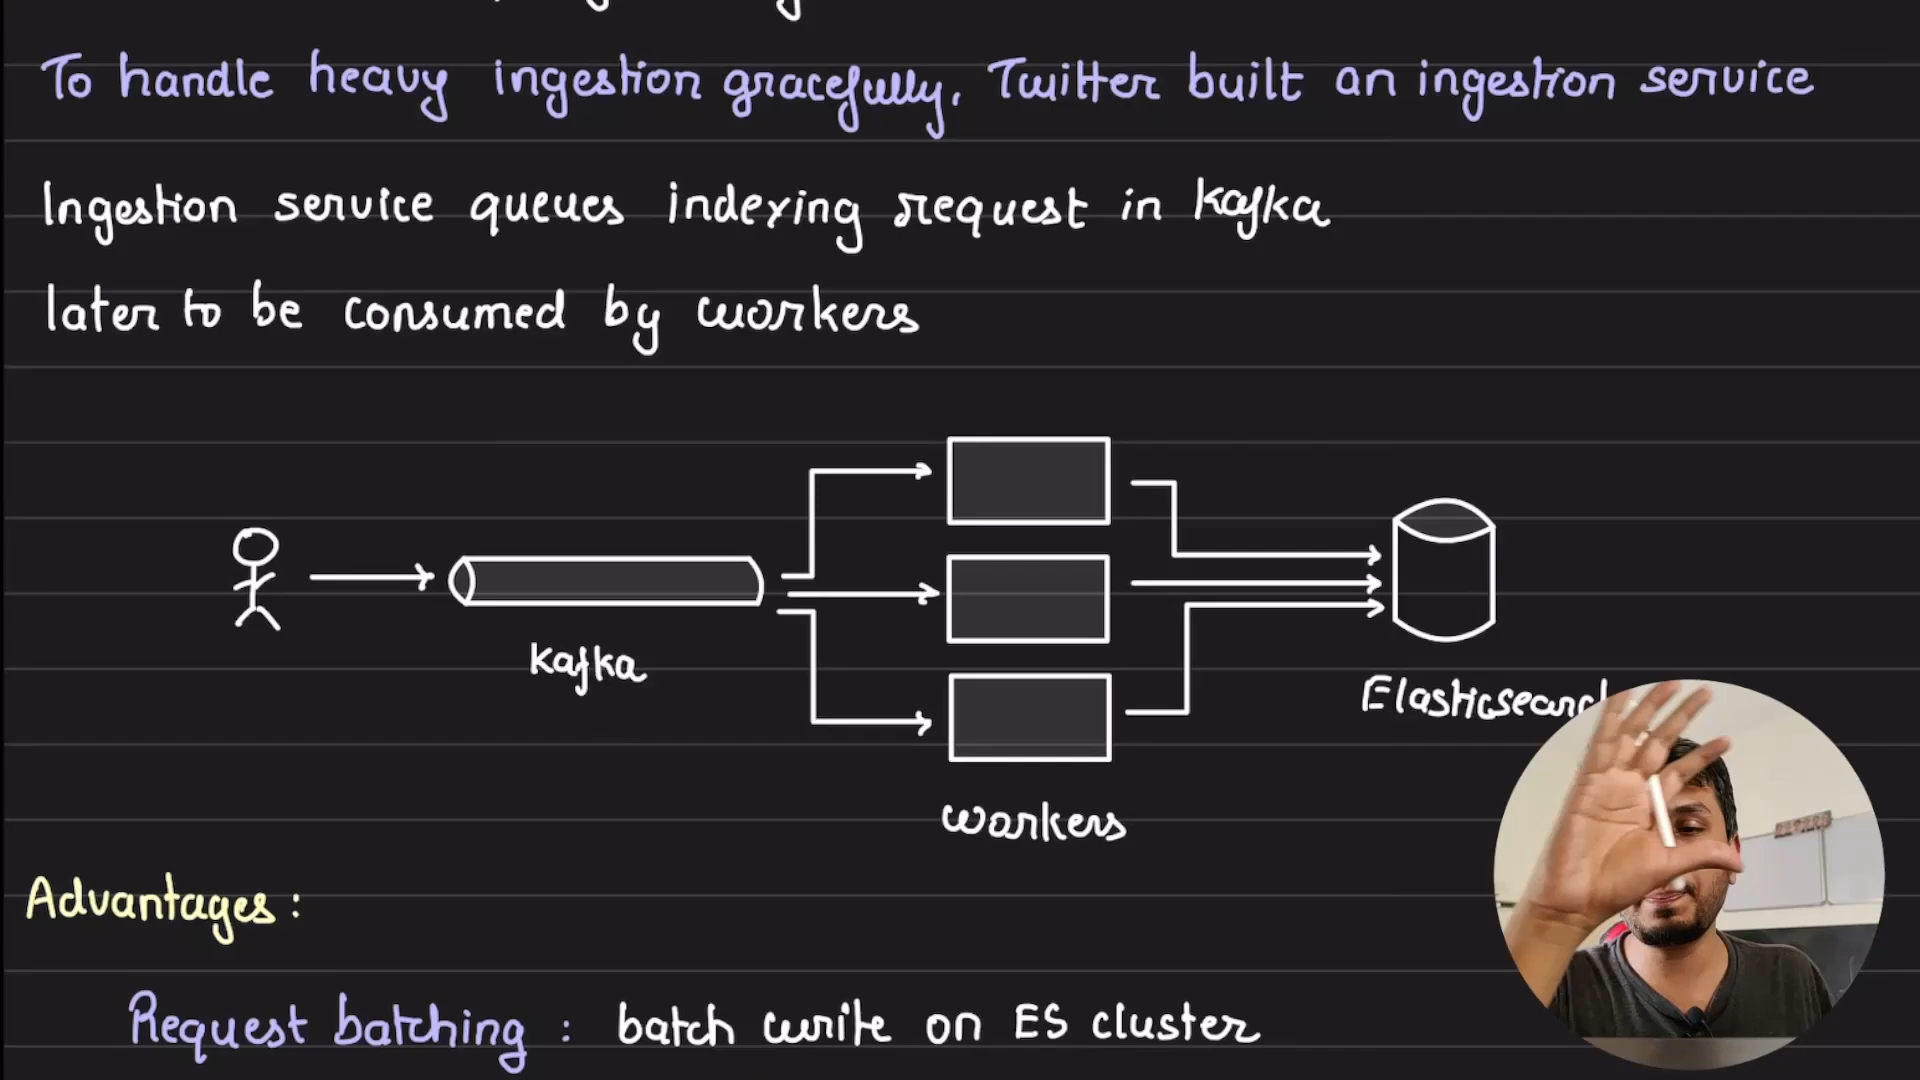 To handle heavy ingestion gracefully, Twitter built an ingestion service
Ingestion service queues indexing request in Kafka
later to be consumed by workers
Kafka
Elasticsearch
workers
Advantages:
Request batching : batch write on ES cluster